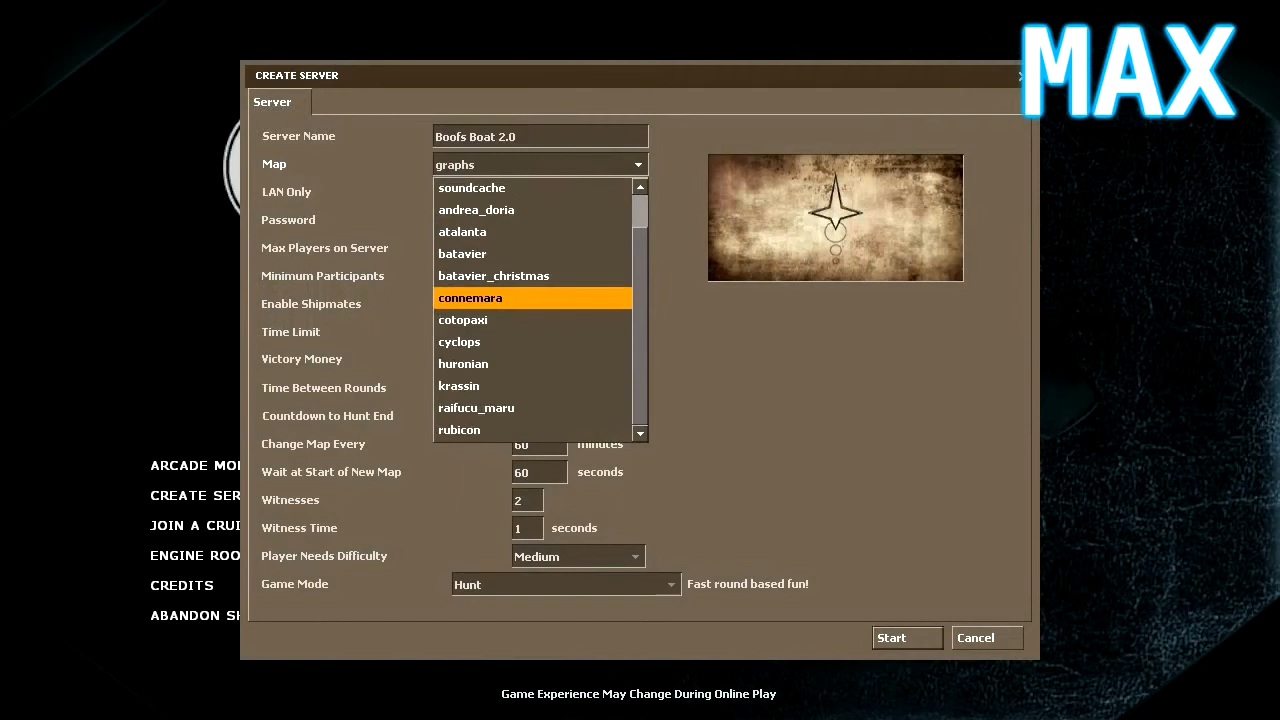 MAX
CREATE SERVER
Server
Server Name Boofs Boat 2.0
Map graphs
LAN Only soundcache
andrea_doria
Password atalanta
Max Players on Server batavier
Minimum Participants batavier_christmas
Enable Shipmates connemara
Time Limit cotopaxi
Victory Money cyclops
huronian
Time Between Rounds krassin
Countdown to Hunt End raifucu_maru
rubicon
Change Map Every 60 minutes
ARCADE MO
Wait at Start of New Map 60 seconds
CREATE SER
Witnesses 2
JOIN A CRUI
Witness Time 1 seconds
ENGINE ROO
Player Needs Difficulty Medium
CREDITS
Game Mode Hunt Fast round based fun!
ABANDON SH
Start Cancel
Game Experience May Change During Online Play